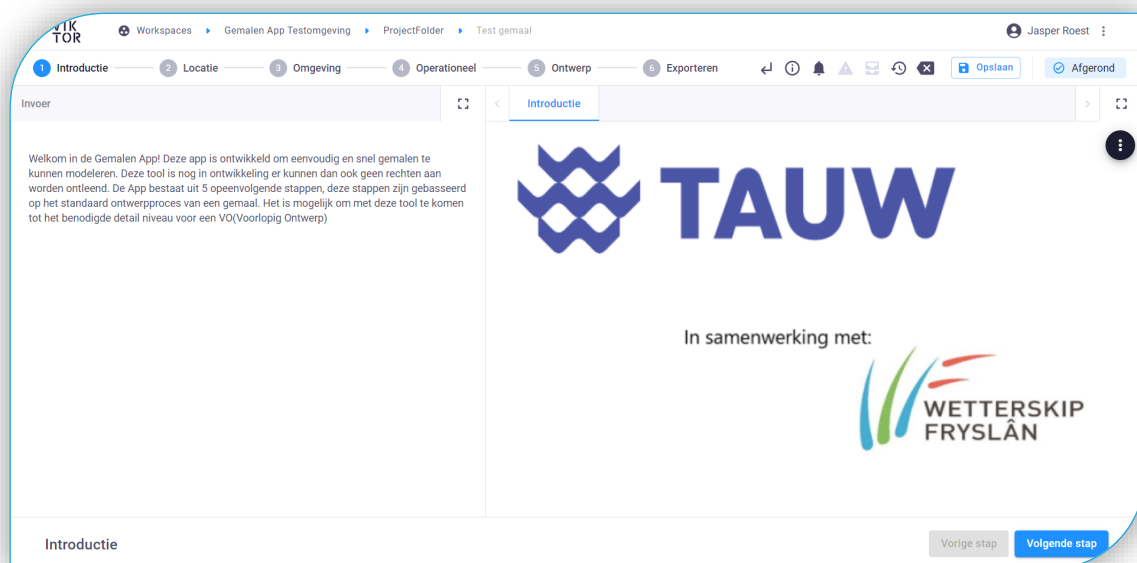 VIK
TOR
Workspaces
Gemalen App Testomgeving
ProjectFolder
Test gemaal
Jasper Roest
1 Introductie
2 Locatie
3 Omgeving
4 Operationeel
5 Ontwerp
6 Exporteren
Opslaan
Afgerond
Invoer
Introductie
Welkom in de Gemalen App! Deze app is ontwikkeld om eenvoudig en snel gemalen te
kunnen modeleren. Deze tool is nog in ontwikkeling er kunnen dan ook geen rechten aan
worden ontleend. De App bestaat uit 5 opeenvolgende stappen, deze stappen zijn gebasseerd
op het standaard ontwerpproces van een gemaal. Het is mogelijk om met deze tool te komen
tot het benodigde detail niveau voor een VO(Voorlopig Ontwerp)
TAUW
In samenwerking met:
WETTERSKIP
FRYSLÂN
Introductie
Vorige stap
Volgende stap